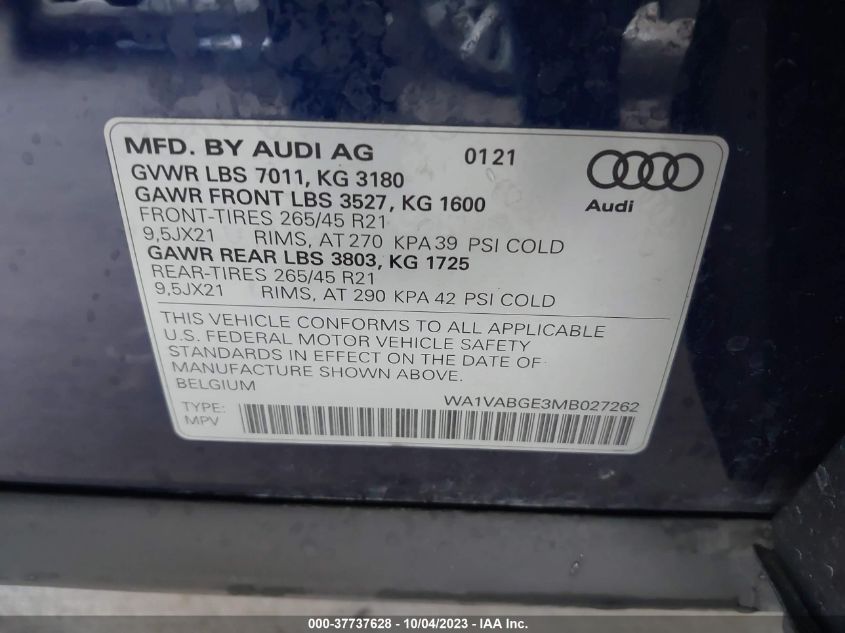 MFD. BY AUDI AG 0121
GVWR LBS 7011, KG 3180
GAWR FRONT LBS 3527, KG 1600
FRONT-TIRES 265/45 R21
9,5JX21 RIMS, AT 270 KPA 39 PSI COLD
GAWR REAR LBS 3803, KG 1725
REAR-TIRES 265/45 R21
9,5JX21 RIMS, AT 290 KPA 42 PSI COLD
Audi
THIS VEHICLE CONFORMS TO ALL APPLICABLE
U.S. FEDERAL MOTOR VEHICLE SAFETY
STANDARDS IN EFFECT ON THE DATE OF
MANUFACTURE SHOWN ABOVE.
BELGIUM
WA1VABGE3MB027262
TYPE:
MPV
000-37737628 - 10/04/2023 - IAA Inc.